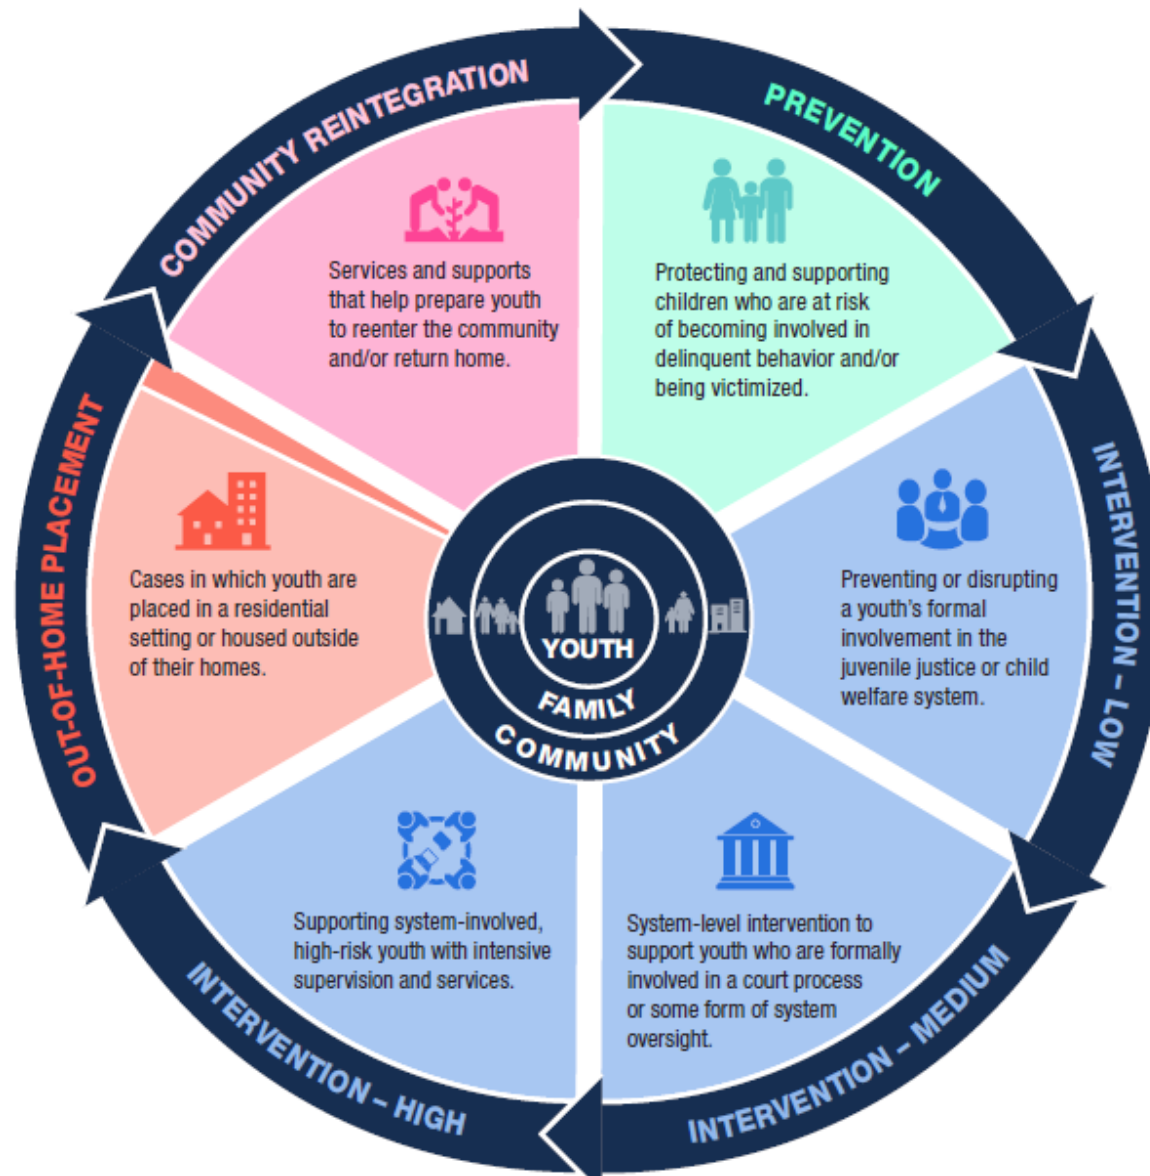 COMMUNITY REINTEGRATION
Services and supports
that help prepare youth
to reenter the community
and/or return home.
PREVENTION
Protecting and supporting
children who are at risk
of becoming involved in
delinquent behavior and/or
being victimized.
INTERVENTION – LOW
Preventing or disrupting
a youth's formal
involvement in the
juvenile justice or child
welfare system.
INTERVENTION – MEDIUM
System-level intervention to
support youth who are formally
involved in a court process
or some form of system
oversight.
INTERVENTION – HIGH
Supporting system-involved,
high-risk youth with intensive
supervision and services.
OUT-OF-HOME PLACEMENT
Cases in which youth are
placed in a residential
setting or housed outside
of their homes.
YOUTH
FAMILY
COMMUNITY